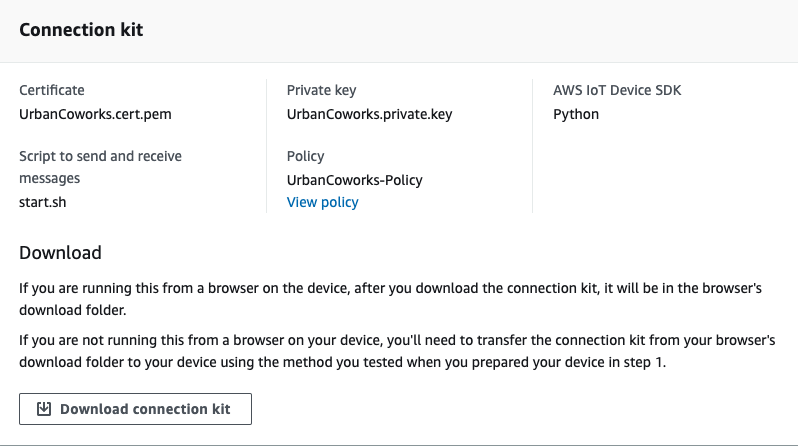 Connection kit
Certificate
UrbanCoworks.cert.pem
Private key
UrbanCoworks.private.key
AWS IoT Device SDK
Python
Script to send and receive
messages
start.sh
Policy
UrbanCoworks-Policy
View policy
Download
If you are running this from a browser on the device, after you download the connection kit, it will be in the browser's
download folder.
If you are not running this from a browser on your device, you'll need to transfer the connection kit from your browser's
download folder to your device using the method you tested when you prepared your device in step 1.
Download connection kit